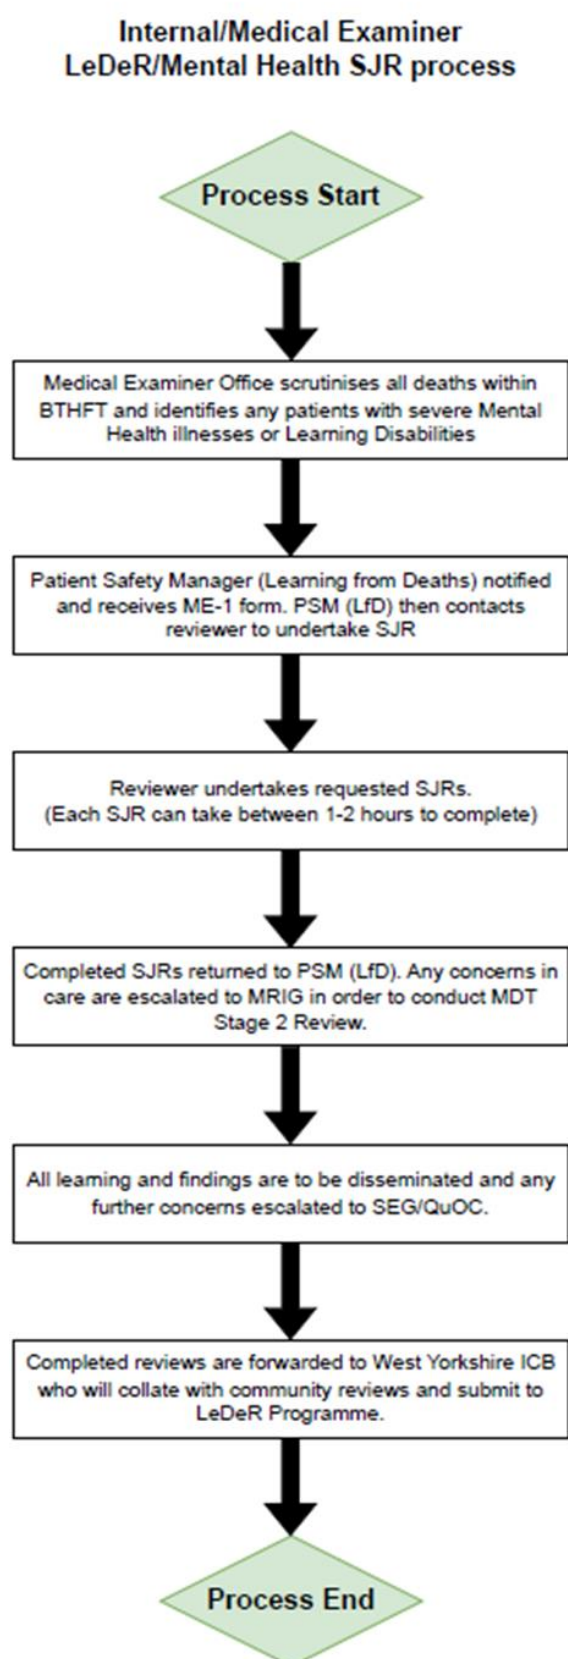 Internal/Medical Examiner
LeDeR/Mental Health SJR process
Process Start
Medical Examiner Office scrutinises all deaths within
BTHFT and identifies any patients with severe Mental
Health illnesses or Learning Disabilities
Patient Safety Manager (Learning from Deaths) notified
and receives ME-1 form. PSM (LfD) then contacts
reviewer to undertake SJR
Reviewer undertakes requested SJRs.
(Each SJR can take between 1-2 hours to complete)
Completed SJRs returned to PSM (LfD). Any concerns in
care are escalated to MRIG in order to conduct MDT
Stage 2 Review.
All learning and findings are to be disseminated and any
further concerns escalated to SEG/QuOC.
Completed reviews are forwarded to West Yorkshire ICB
who will collate with community reviews and submit to
LeDeR Programme.
Process End